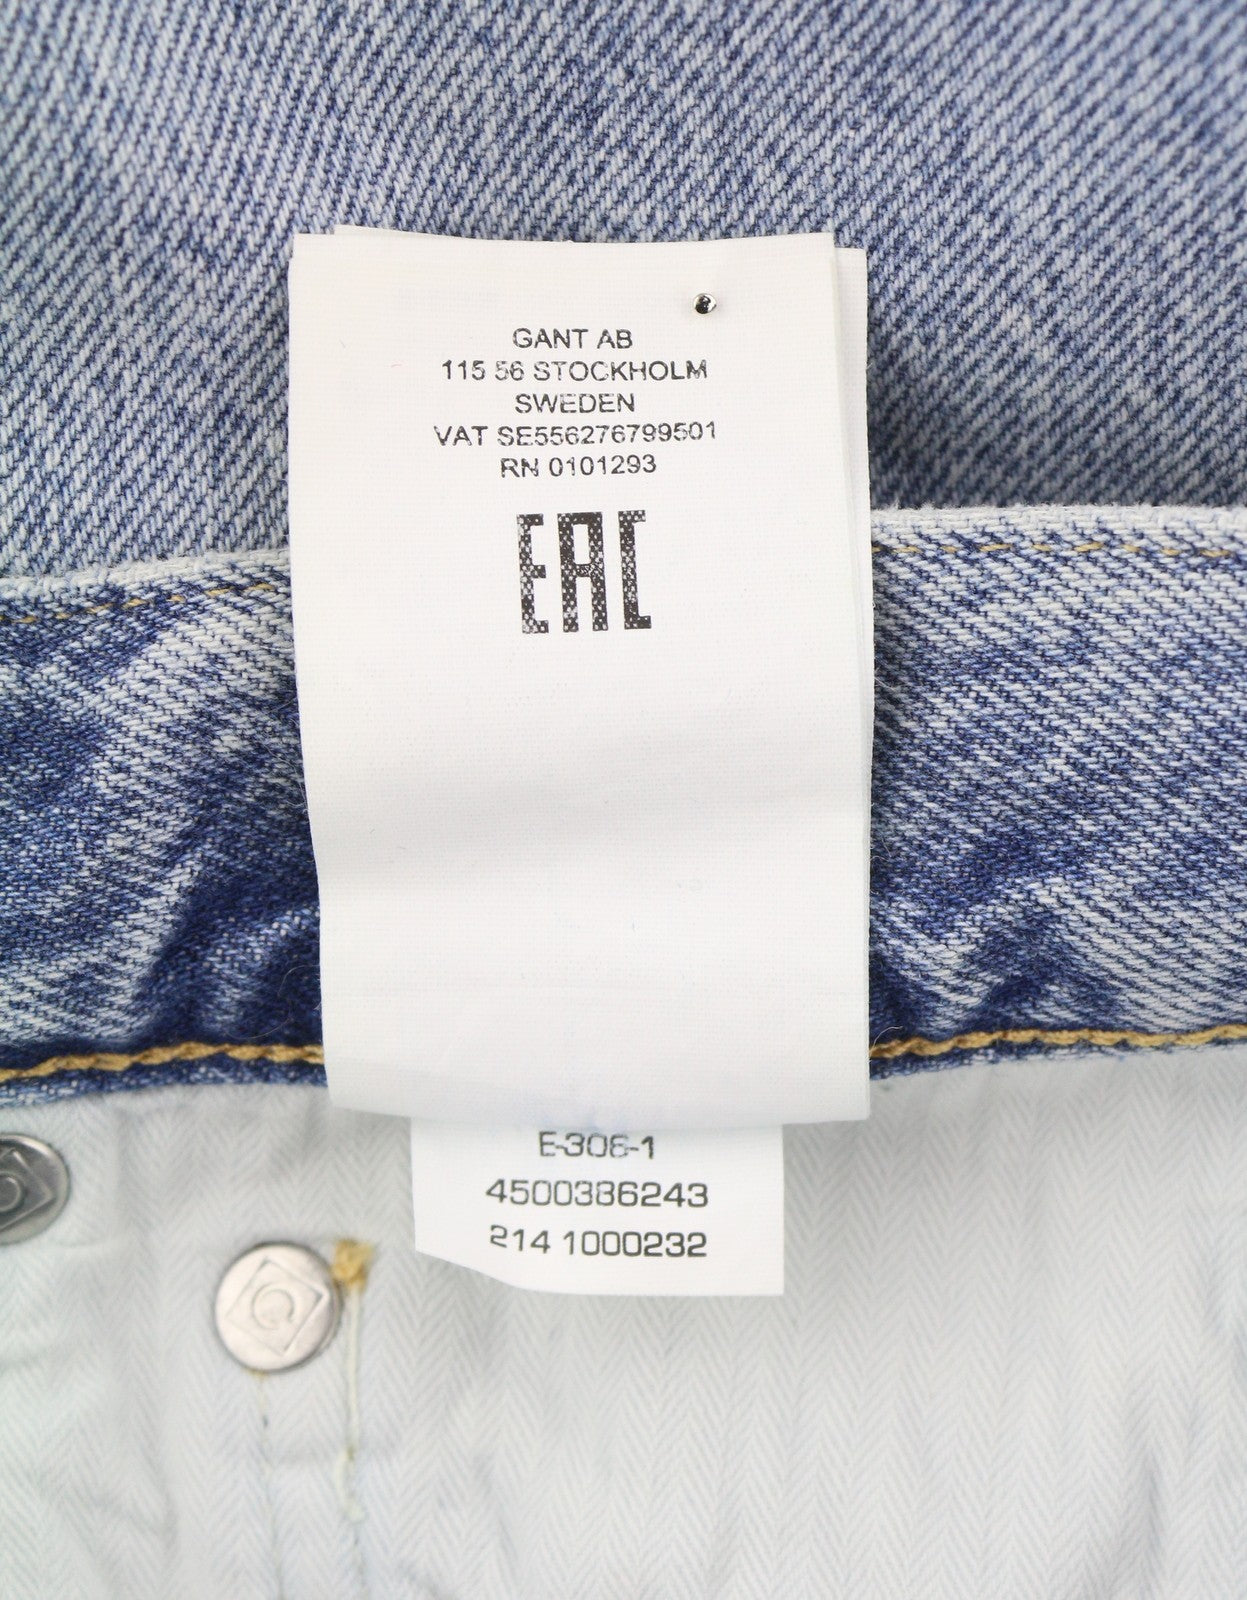 GANT AB
115 56 STOCKHOLM
SWEDEN
VAT SE556276799501
RN 0101293
EAC
E-306-1
4500386243
214 1000232